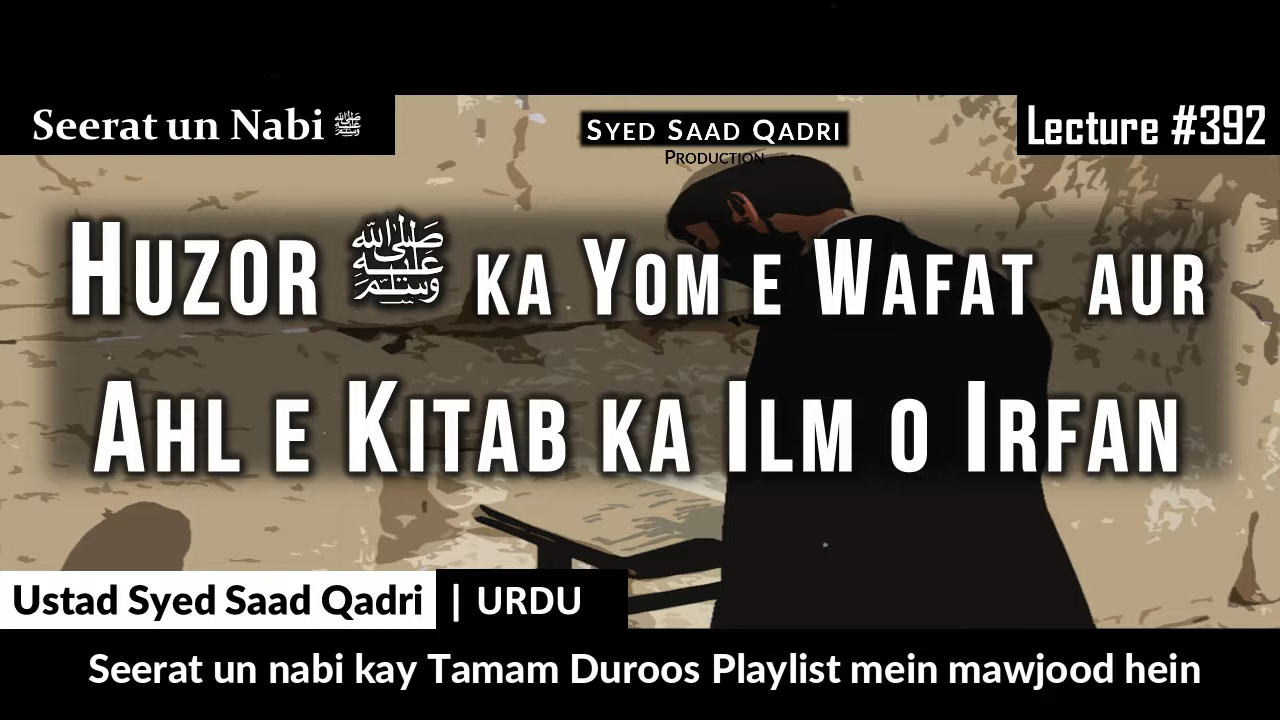 Seerat un Nabi ﷺ
SYED SAAD QADRI
PRODUCTION
Lecture #392
HUZOR ﷺ KA YOM E WAFAT AUR
AHL E KITAB KA ILM O IRFAN
Ustad Syed Saad Qadri | URDU
Seerat un nabi kay Tamam Duroos Playlist mein mawjood hein